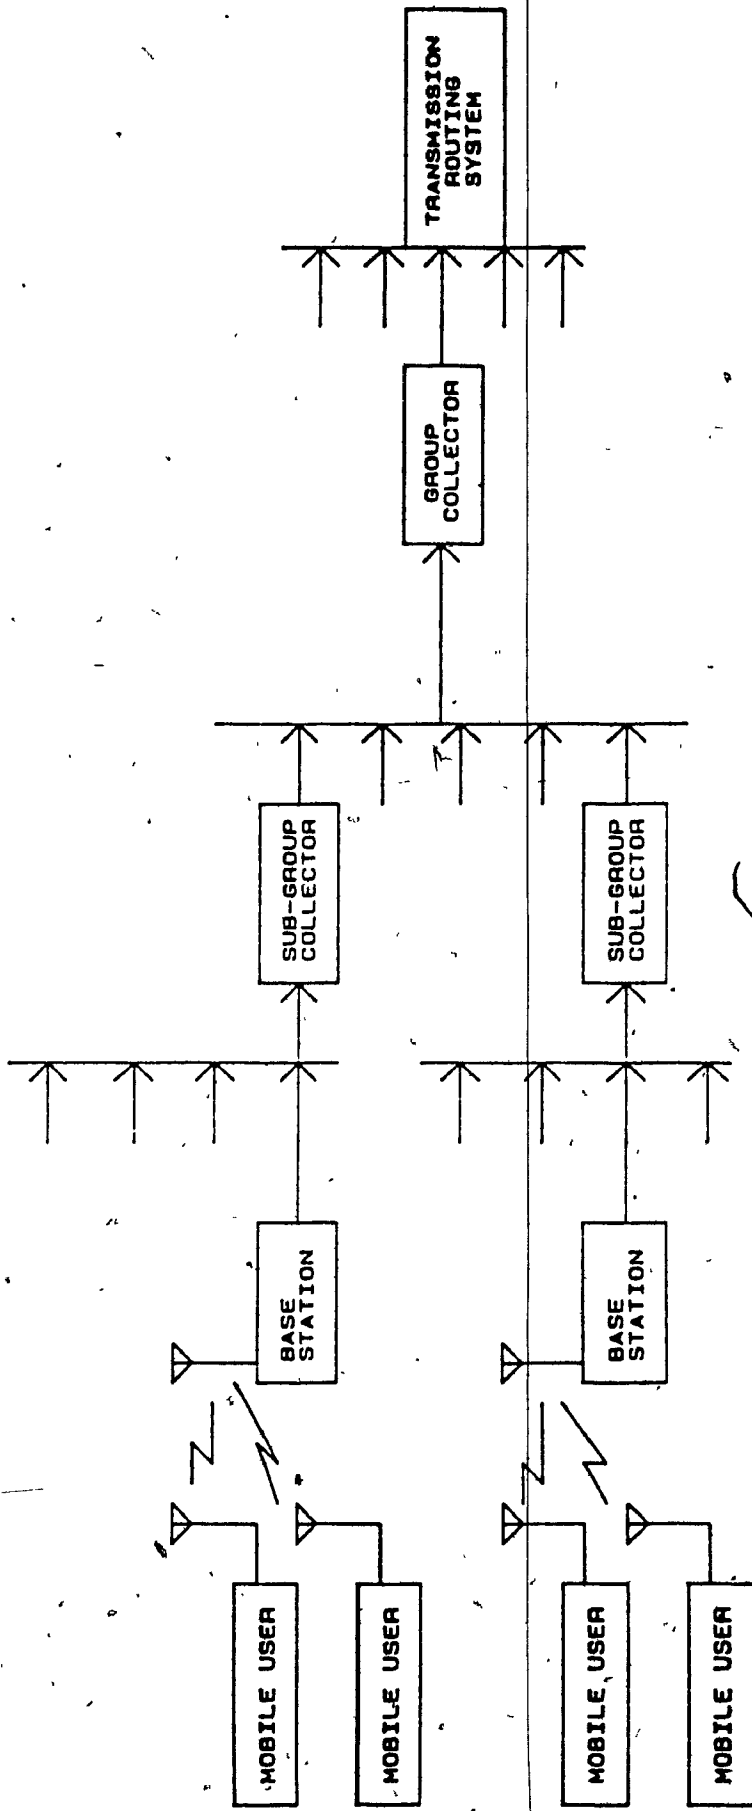 MOBILE USER
MOBILE USER
MOBILE USER
MOBILE USER
BASE
STATION
BASE
STATION
SUB-GROUP
COLLECTOR
SUB-GROUP
COLLECTOR
GROUP
COLLECTOR
TRANSMISSION
ROUTING
SYSTEM